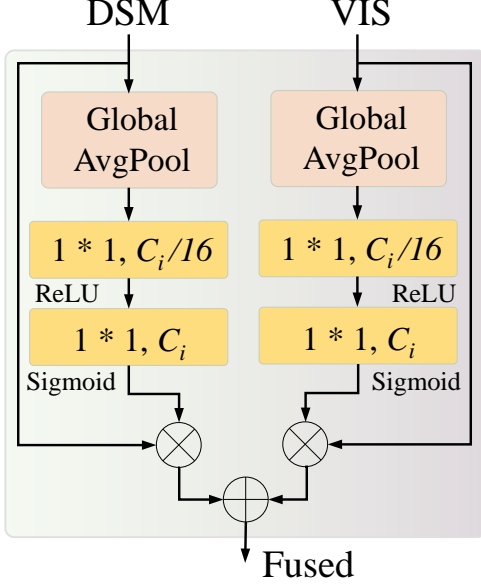 DSM VIS
Global Global
AvgPool AvgPool
1 * 1, C_i/16 1 * 1, C_i/16
ReLU ReLU
1 * 1, C_i 1 * 1, C_i
Sigmoid Sigmoid
Fused